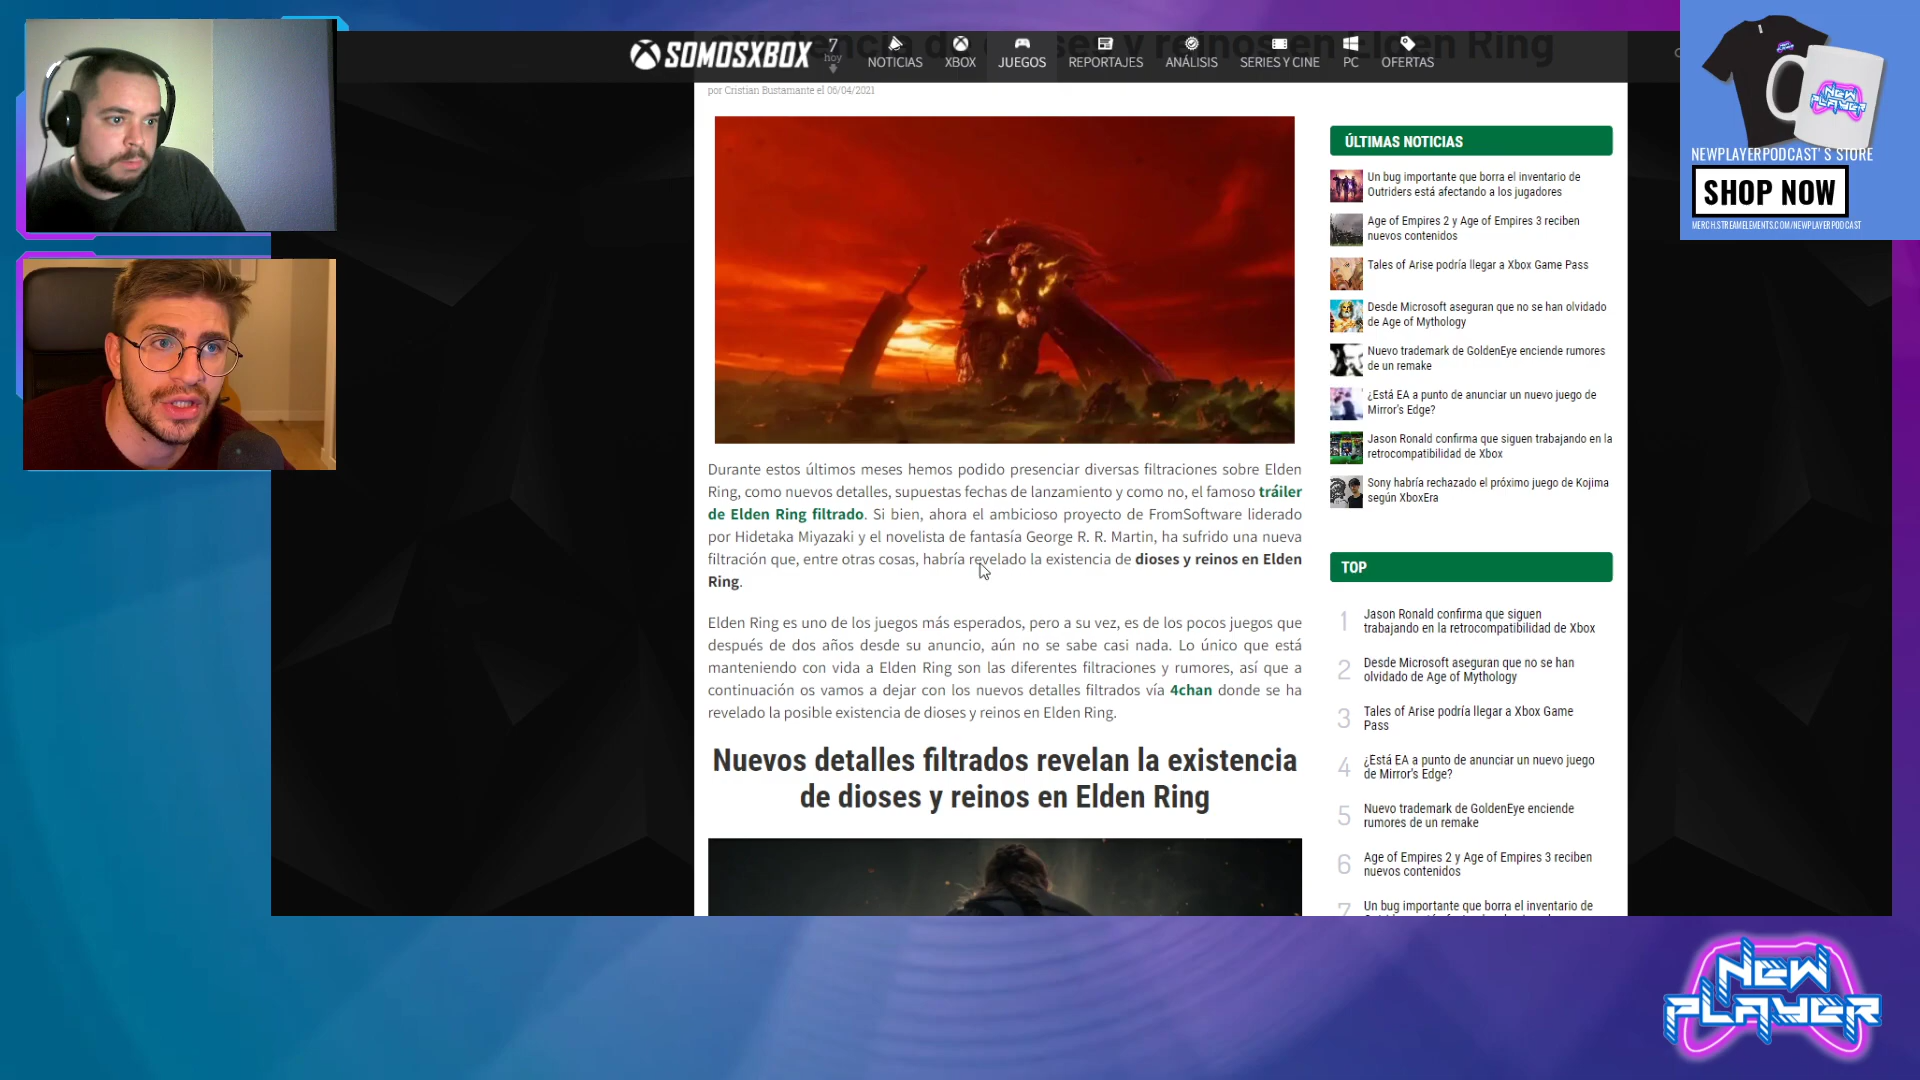 existencia de dioses y reinos en Elden Ring
SOMOSXBOX
7
hoy
NOTICIAS
XBOX
JUEGOS
REPORTAJES
ANÁLISIS
SERIES Y CINE
PC
OFERTAS
por Cristian Bustamante el 06/04/2021
Durante estos últimos meses hemos podido presenciar diversas filtraciones sobre Elden
Ring, como nuevos detalles, supuestas fechas de lanzamiento y como no, el famoso tráiler
de Elden Ring filtrado. Si bien, ahora el ambicioso proyecto de FromSoftware liderado
por Hidetaka Miyazaki y el novelista de fantasía George R. R. Martin, ha sufrido una nueva
filtración que, entre otras cosas, habría revelado la existencia de dioses y reinos en Elden
Ring.
Elden Ring es uno de los juegos más esperados, pero a su vez, es de los pocos juegos que
después de dos años desde su anuncio, aún no se sabe casi nada. Lo único que está
manteniendo con vida a Elden Ring son las diferentes filtraciones y rumores, así que a
continuación os vamos a dejar con los nuevos detalles filtrados vía 4chan donde se ha
revelado la posible existencia de dioses y reinos en Elden Ring.
Nuevos detalles filtrados revelan la existencia
de dioses y reinos en Elden Ring
ÚLTIMAS NOTICIAS
Un bug importante que borra el inventario de
Outriders está afectando a los jugadores
Age of Empires 2 y Age of Empires 3 reciben
nuevos contenidos
Tales of Arise podría llegar a Xbox Game Pass
Desde Microsoft aseguran que no se han olvidado
de Age of Mythology
Nuevo trademark de GoldenEye enciende rumores
de un remake
¿Está EA a punto de anunciar un nuevo juego de
Mirror's Edge?
Jason Ronald confirma que siguen trabajando en la
retrocompatibilidad de Xbox
Sony habría rechazado el próximo juego de Kojima
según XboxEra
TOP
1
Jason Ronald confirma que siguen
trabajando en la retrocompatibilidad de Xbox
2
Desde Microsoft aseguran que no se han
olvidado de Age of Mythology
3
Tales of Arise podría llegar a Xbox Game
Pass
4
¿Está EA a punto de anunciar un nuevo juego
de Mirror's Edge?
5
Nuevo trademark de GoldenEye enciende
rumores de un remake
6
Age of Empires 2 y Age of Empires 3 reciben
nuevos contenidos
7
Un bug importante que borra el inventario de
NEW
PLAYER
NEWPLAYERPODCAST'S STORE
SHOP NOW
MERCH.STREAMELEMENTS.COM/NEWPLAYERPODCAST
NEW
PLAYER